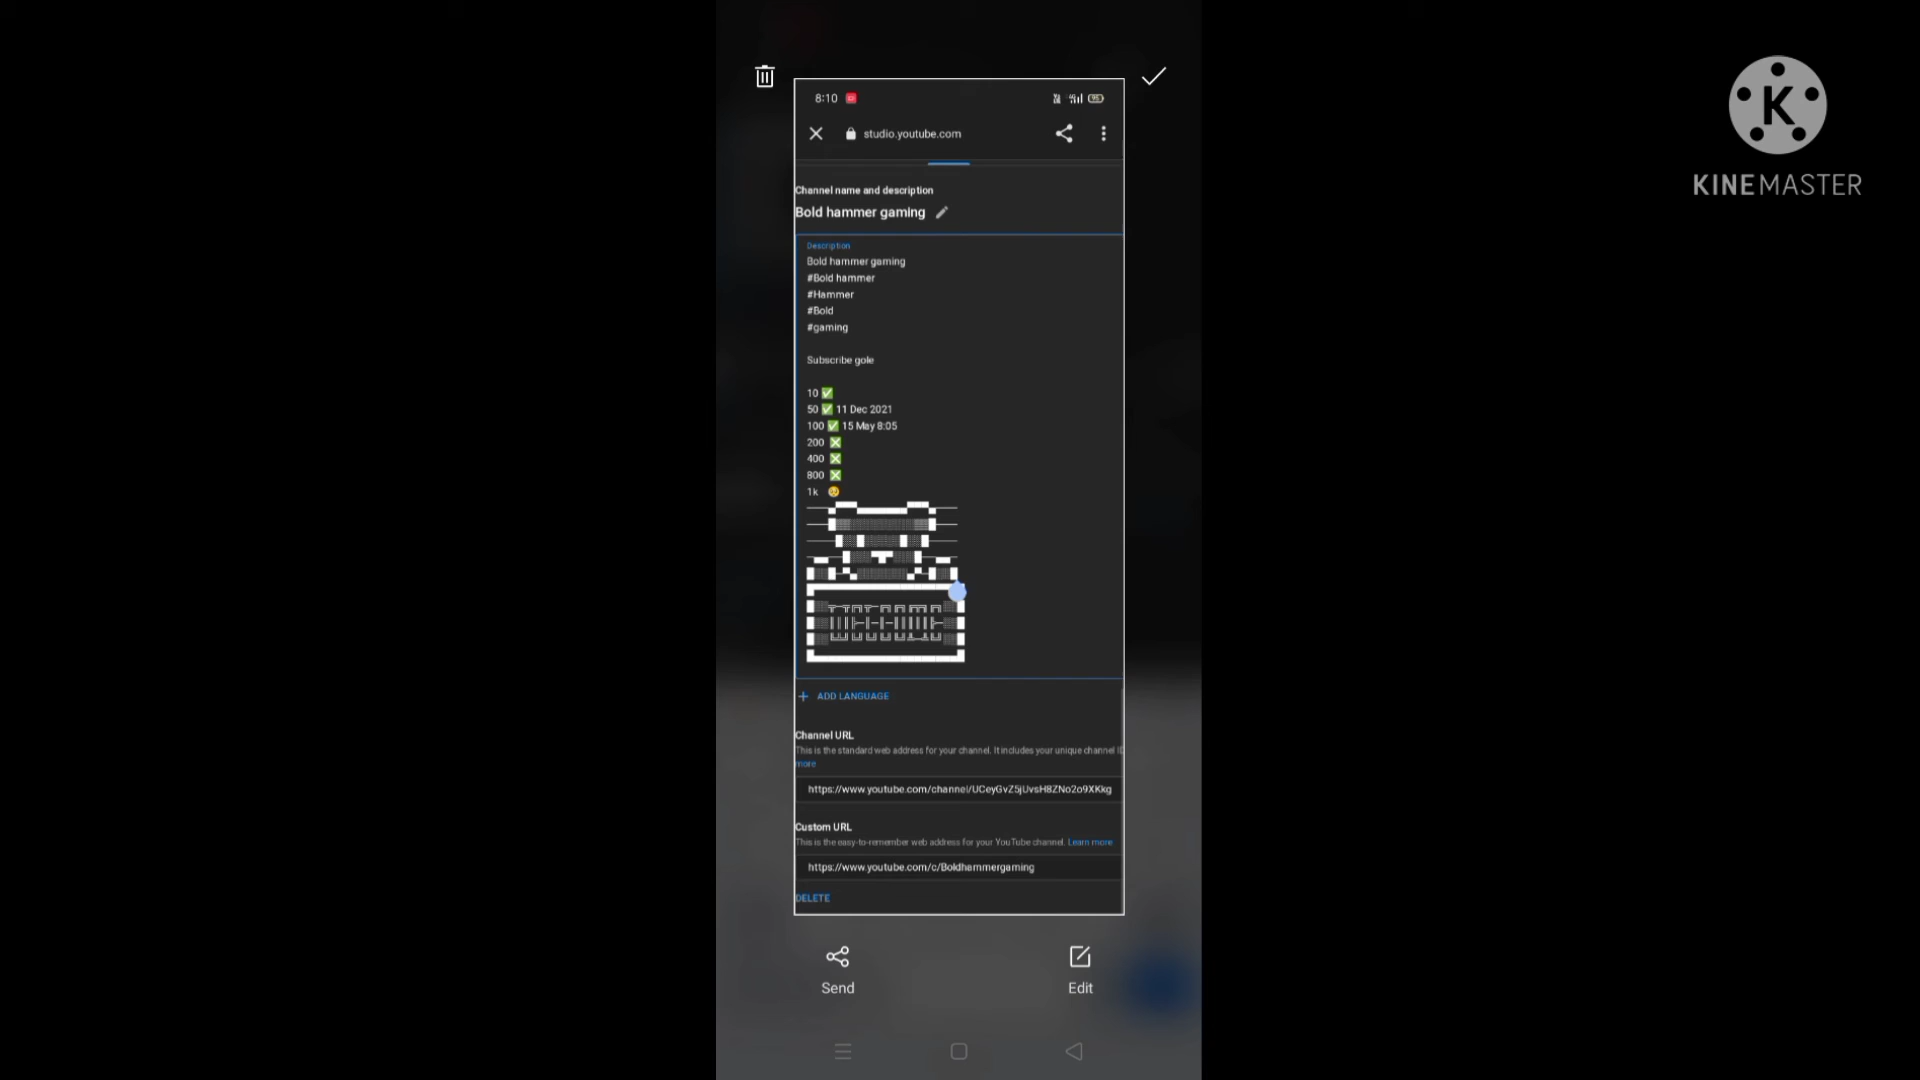 8:10
studio.youtube.com
KINEMASTER
Channel name and description
Bold hammer gaming
Description
Bold hammer gaming
#Bold hammer
#Hammer
#Bold
#gaming
Subscribe gole
10 ✅
50 ✅ 11 Dec 2021
100 ✅ 15 May 8:05
200 ❎
400 ❎
800 ❎
1k 🥺
+ ADD LANGUAGE
Channel URL
This is the standard web address for your channel. It includes your unique channel ID
more
https://www.youtube.com/channel/UCeyGvZ5jUvsH8ZNo2o9XKkg
Custom URL
This is the easy-to-remember web address for your YouTube channel. Learn more
https://www.youtube.com/c/Boldhammergaming
DELETE
Send
Edit